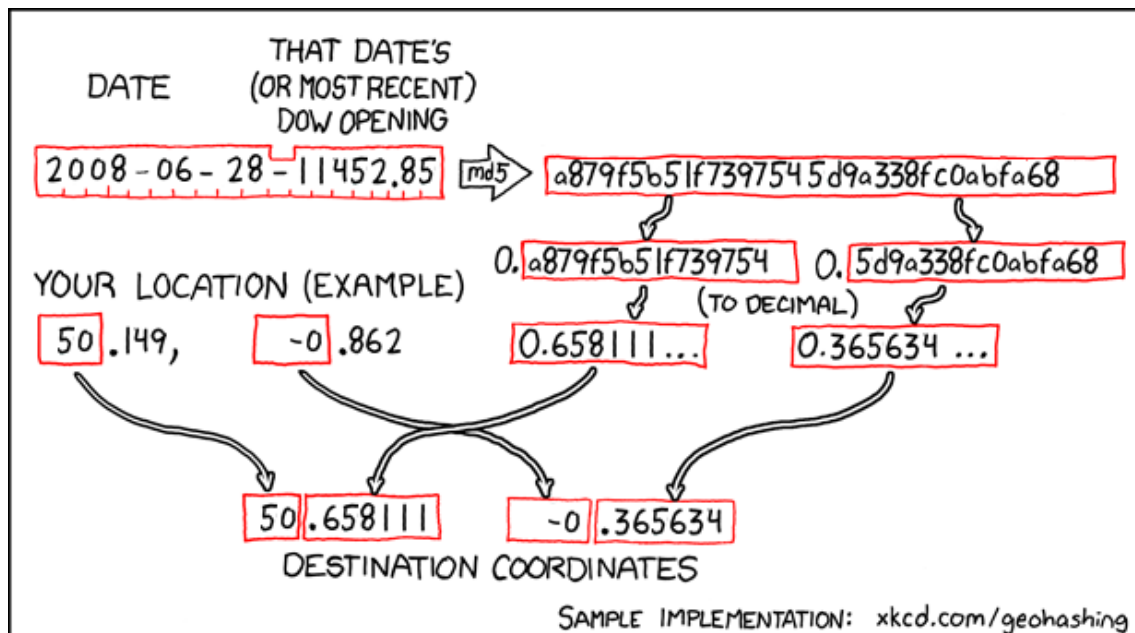 DATE
THAT DATE'S
(OR MOST RECENT)
DOW OPENING
2008-06-28-11452.85
md5
a879f5b51f7397545d9a338fc0abfa68
0.a879f5b51f739754
0.5d9a338fc0abfa68
YOUR LOCATION (EXAMPLE)
(TO DECIMAL)
50.149,
-0.862
0.658111...
0.365634 ...
50.658111
-0.365634
DESTINATION COORDINATES
SAMPLE IMPLEMENTATION: xkcd.com/geohashing